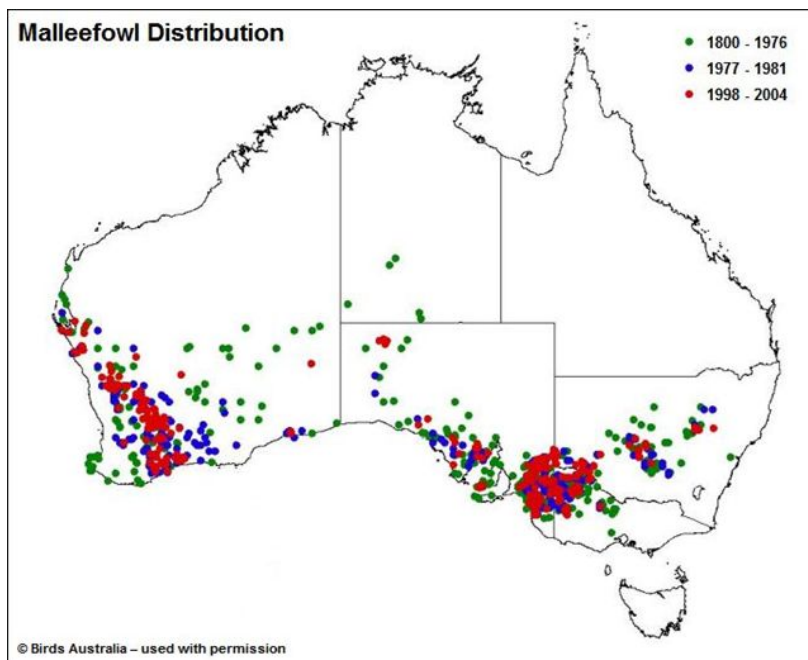 Malleefowl Distribution
1800 - 1976
1977 - 1981
1998 - 2004
© Birds Australia – used with permission